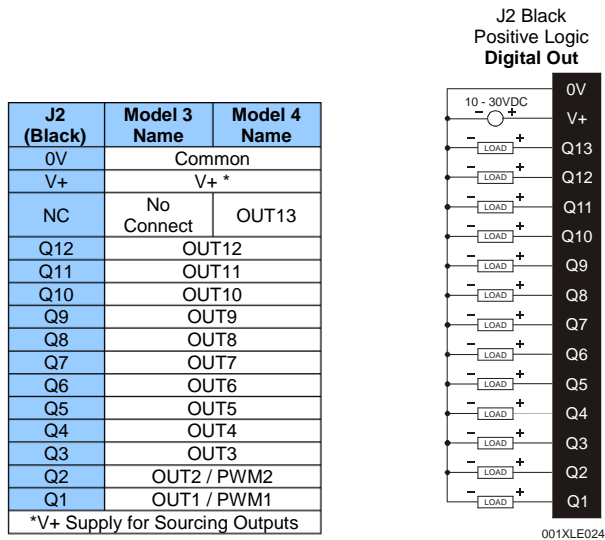 J2 Black
Positive Logic
Digital Out
J2 (Black) Model 3 Name Model 4 Name
0V Common
V+ V+ *
NC No Connect OUT13
Q12 OUT12
Q11 OUT11
Q10 OUT10
Q9 OUT9
Q8 OUT8
Q7 OUT7
Q6 OUT6
Q5 OUT5
Q4 OUT4
Q3 OUT3
Q2 OUT2 / PWM2
Q1 OUT1 / PWM1
*V+ Supply for Sourcing Outputs
0V
10 - 30VDC
- + V+
- LOAD + Q13
- LOAD + Q12
- LOAD + Q11
- LOAD + Q10
- LOAD + Q9
- LOAD + Q8
- LOAD + Q7
- LOAD + Q6
- LOAD + Q5
- LOAD + Q4
- LOAD + Q3
- LOAD + Q2
- LOAD + Q1
001XLE024